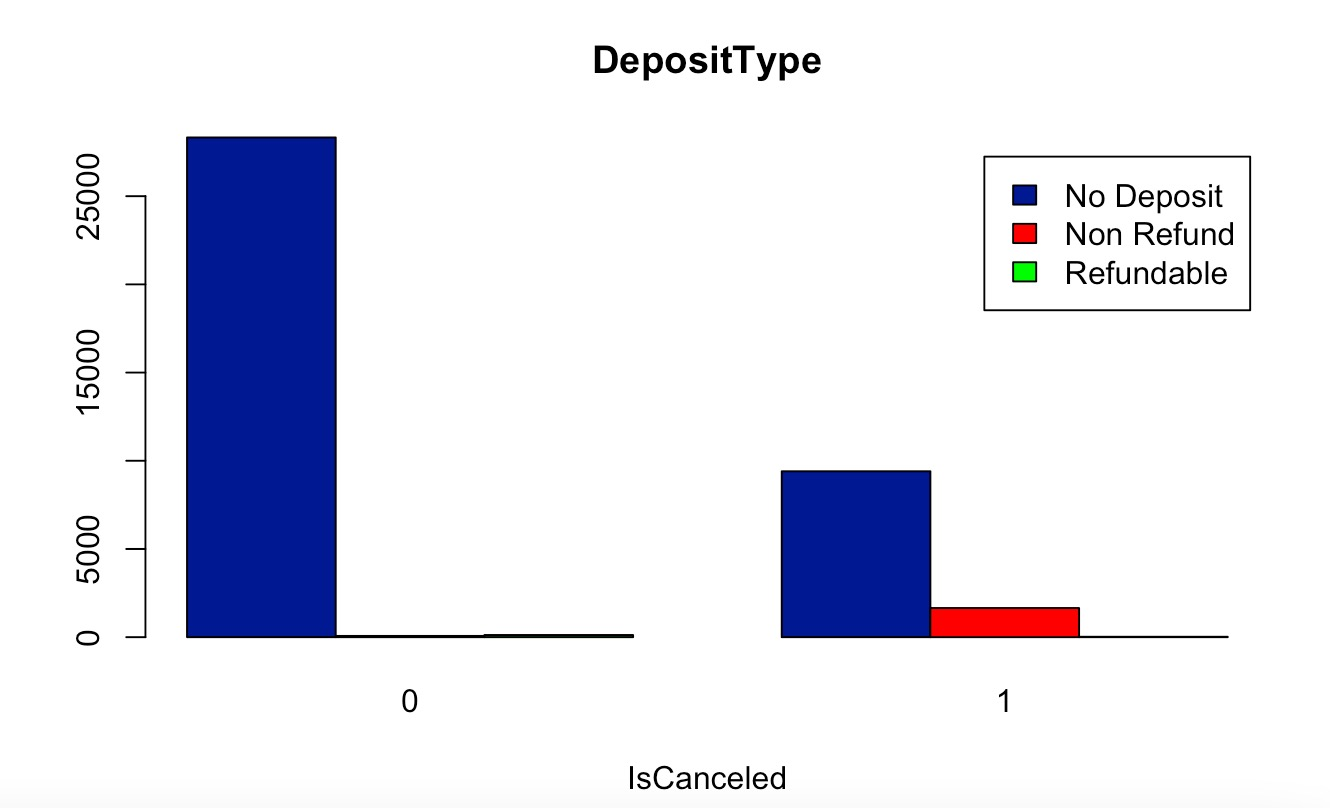 DepositType
25000
15000
5000
0
No Deposit
Non Refund
Refundable
0
1
IsCanceled